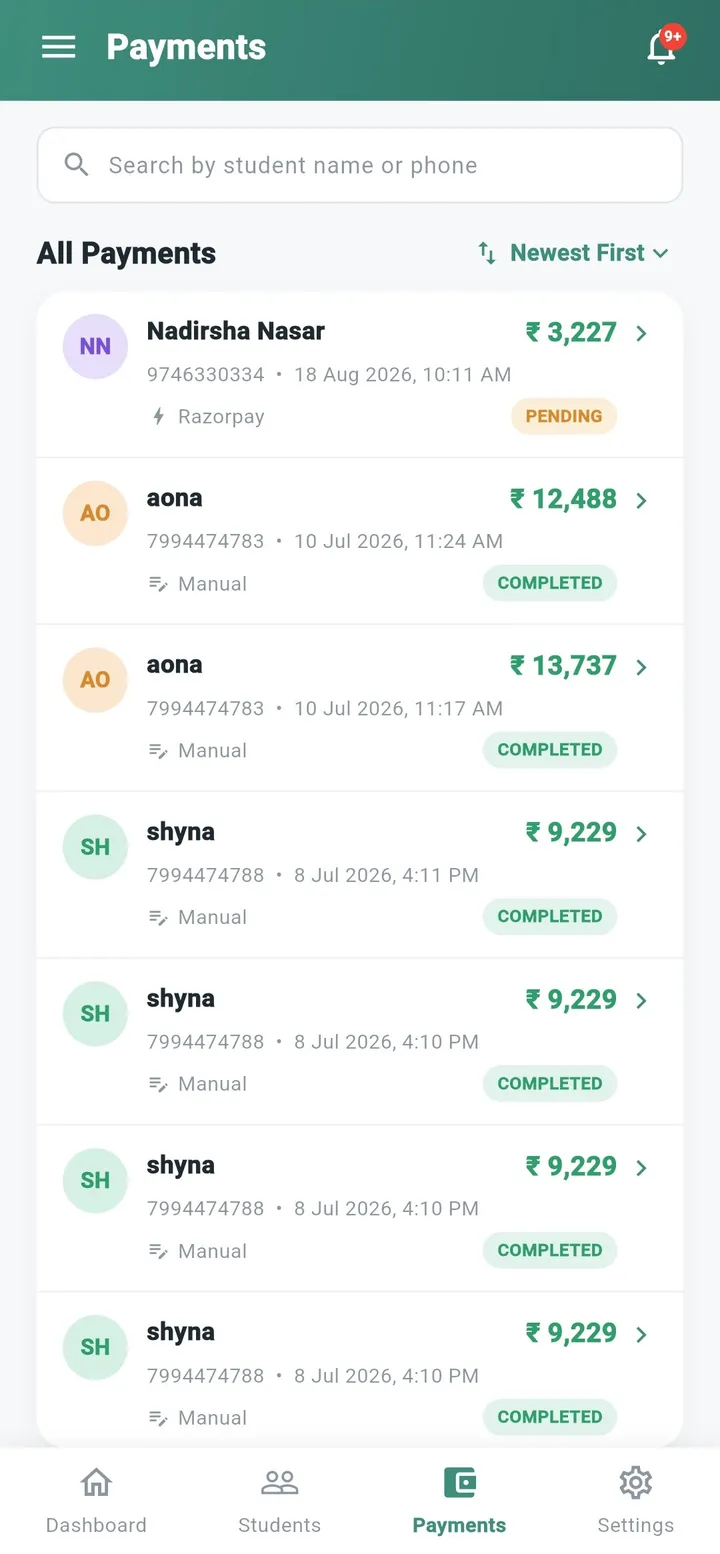 Payments
9+
Search by student name or phone
All Payments
Newest First
NN
Nadirsha Nasar
₹ 3,227
9746330334 • 18 Aug 2026, 10:11 AM
Razorpay
PENDING
AO
aona
₹ 12,488
7994474783 • 10 Jul 2026, 11:24 AM
Manual
COMPLETED
AO
aona
₹ 13,737
7994474783 • 10 Jul 2026, 11:17 AM
Manual
COMPLETED
SH
shyna
₹ 9,229
7994474788 • 8 Jul 2026, 4:11 PM
Manual
COMPLETED
SH
shyna
₹ 9,229
7994474788 • 8 Jul 2026, 4:10 PM
Manual
COMPLETED
SH
shyna
₹ 9,229
7994474788 • 8 Jul 2026, 4:10 PM
Manual
COMPLETED
SH
shyna
₹ 9,229
7994474788 • 8 Jul 2026, 4:10 PM
Manual
COMPLETED
Dashboard
Students
Payments
Settings